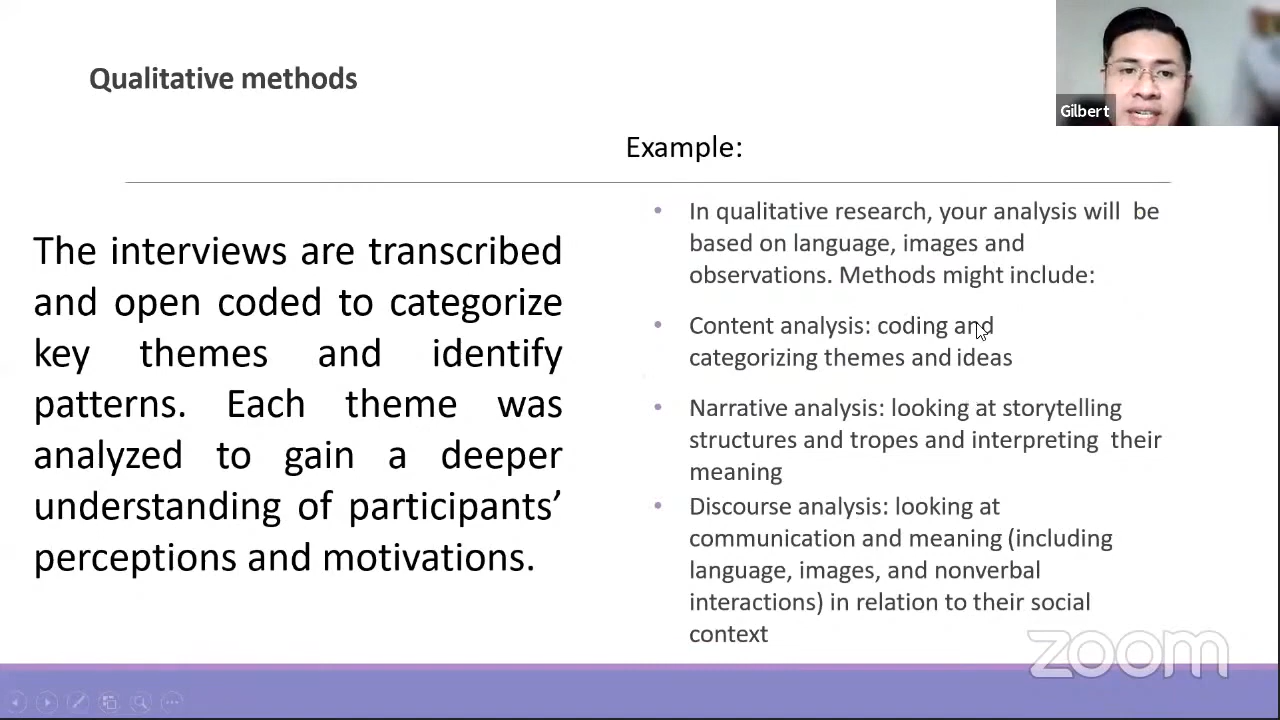 Qualitative methods
Gilbert
Example:
The interviews are transcribed
and open coded to categorize
key themes and identify
patterns. Each theme was
analyzed to gain a deeper
understanding of participants’
perceptions and motivations.
• In qualitative research, your analysis will be
based on language, images and
observations. Methods might include:
• Content analysis: coding and
categorizing themes and ideas
• Narrative analysis: looking at storytelling
structures and tropes and interpreting their
meaning
• Discourse analysis: looking at
communication and meaning (including
language, images, and nonverbal
interactions) in relation to their social
context
zoom